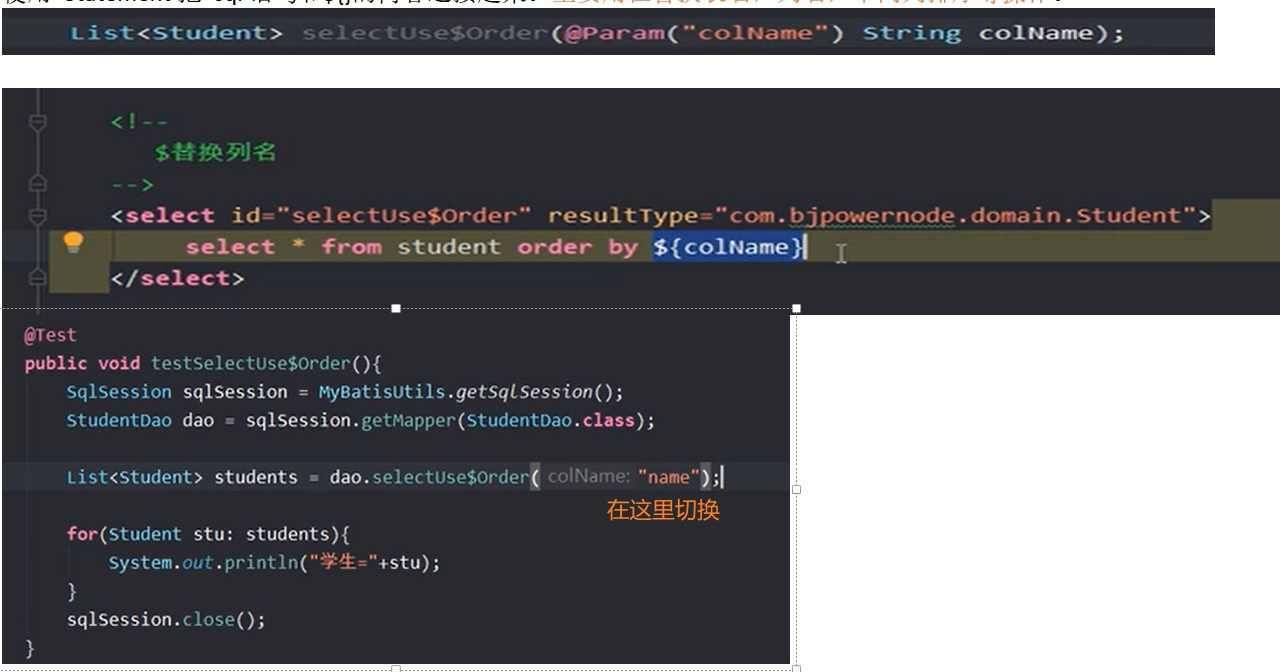 List<Student> selectUse$Order(@Param("colName") String colName);
<!--
$替换列名
-->
<select id="selectUse$Order" resultType="com.bjpowernode.domain.Student">
select * from student order by ${colName}
</select>
@Test
public void testSelectUse$Order(){
SqlSession sqlSession = MyBatisUtils.getSqlSession();
StudentDao dao = sqlSession.getMapper(StudentDao.class);
List<Student> students = dao.selectUse$Order( colName: "name");
在这里切换
for(Student stu: students){
System.out.println("学生="+stu);
}
sqlSession.close();
}